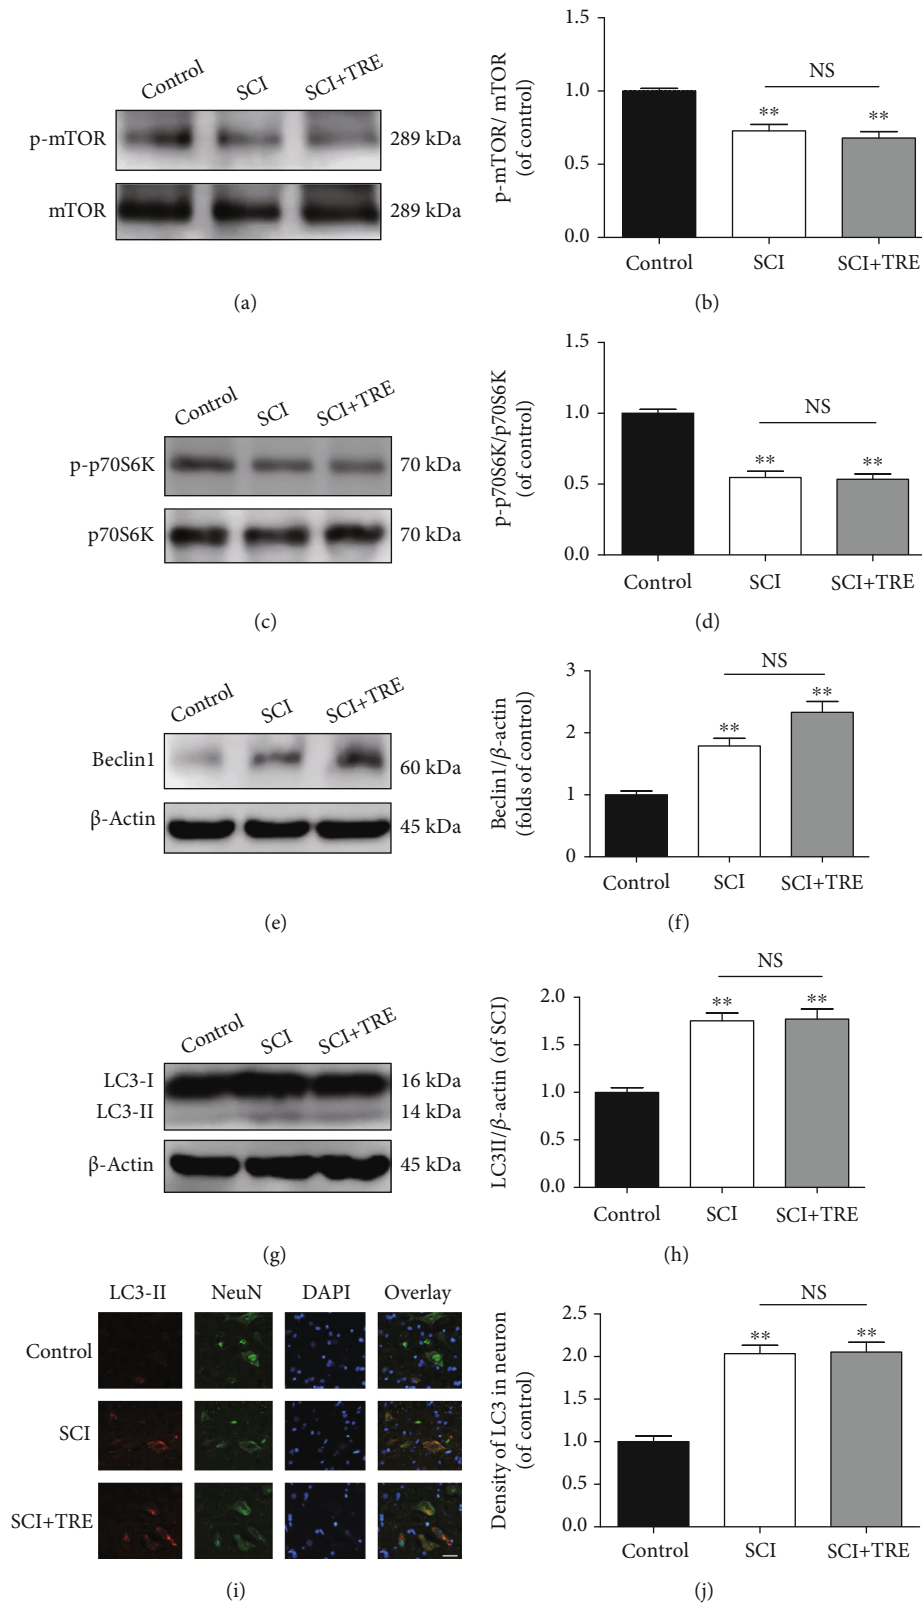 Control SCI SCI+TRE
p-mTOR 289 kDa
mTOR 289 kDa
(a)
p-mTOR/ mTOR
(of control)
1.5
1.0
0.5
0.0
NS
** **
Control SCI SCI+TRE
(b)
Control SCI SCI+TRE
p-p70S6K 70 kDa
p70S6K 70 kDa
(c)
p-p70S6K/p70S6K
(of control)
1.5
1.0
0.5
0.0
NS
** **
Control SCI SCI+TRE
(d)
Control SCI SCI+TRE
Beclin1 60 kDa
β-Actin 45 kDa
(e)
Beclin1/β-actin
(folds of control)
3
2
1
0
NS
** **
Control SCI SCI+TRE
(f)
Control SCI SCI+TRE
LC3-I 16 kDa
LC3-II 14 kDa
β-Actin 45 kDa
(g)
LC3II/β-actin (of SCI)
2.0
1.5
1.0
0.5
0.0
NS
** **
Control SCI SCI+TRE
(h)
LC3-II NeuN DAPI Overlay
Control
SCI
SCI+TRE
(i)
Density of LC3 in neuron
(of control)
2.5
2.0
1.5
1.0
0.5
0.0
NS
** **
Control SCI SCI+TRE
(j)